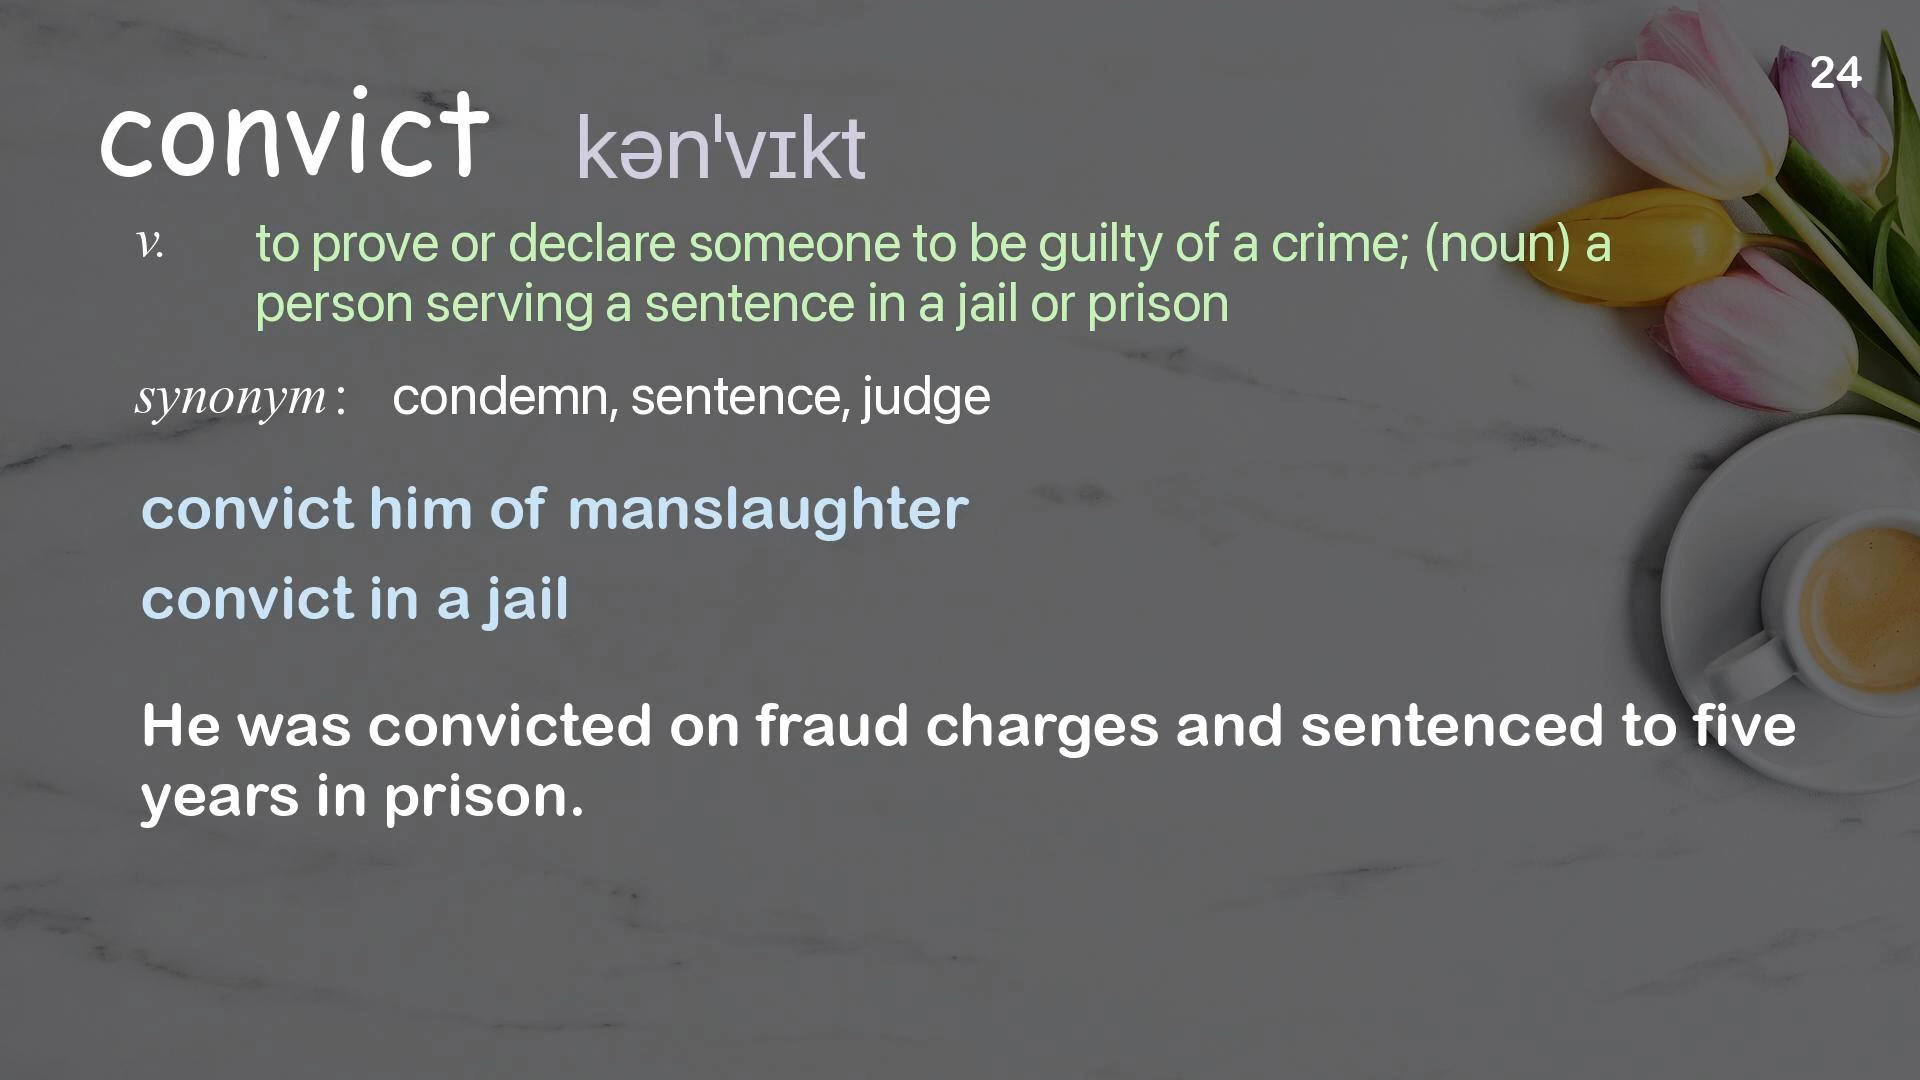 24
convict kən'vɪkt
v. to prove or declare someone to be guilty of a crime; (noun) a
person serving a sentence in a jail or prison
synonym: condemn, sentence, judge
convict him of manslaughter
convict in a jail
He was convicted on fraud charges and sentenced to five
years in prison.